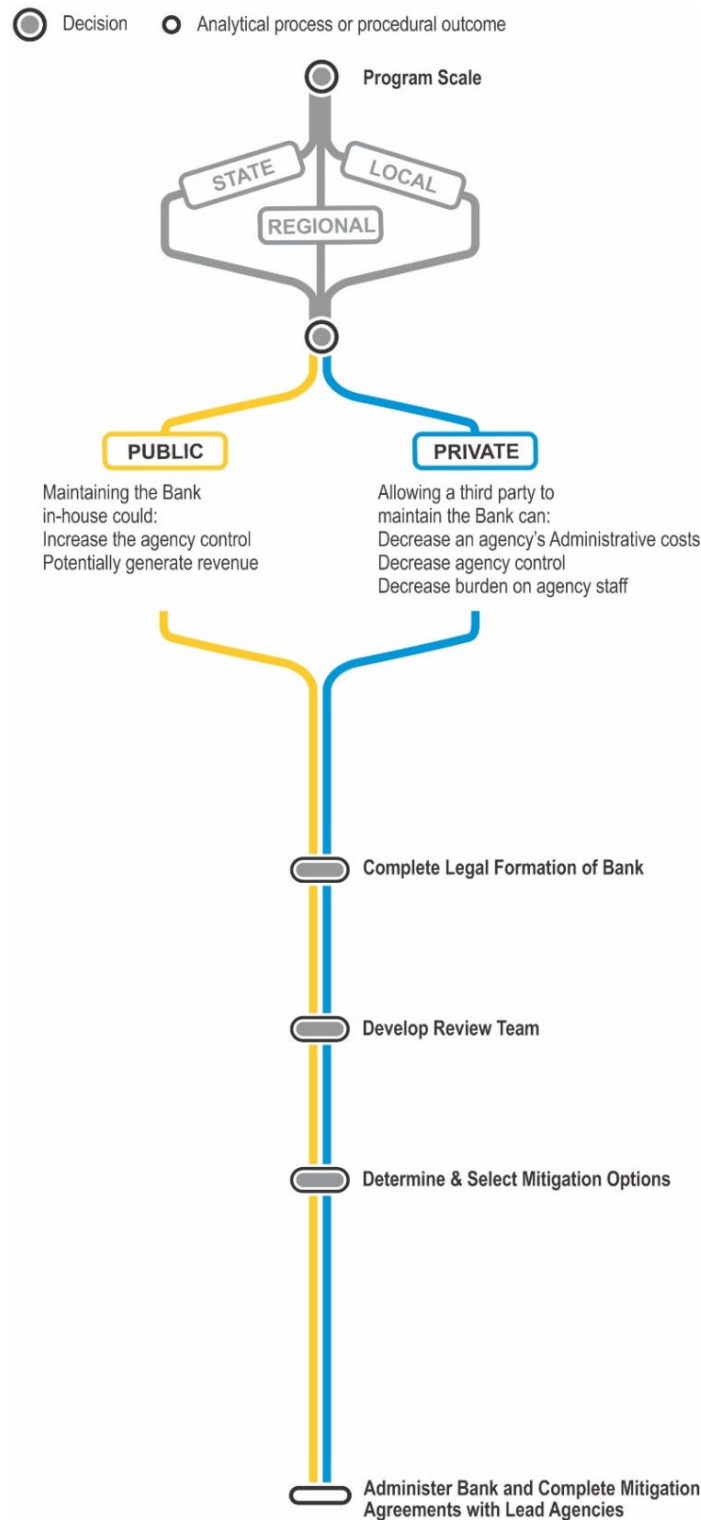 Decision
Analytical process or procedural outcome
Program Scale
STATE
LOCAL
REGIONAL
PUBLIC
Maintaining the Bank
in-house could:
Increase the agency control
Potentially generate revenue
PRIVATE
Allowing a third party to
maintain the Bank can:
Decrease an agency's Administrative costs
Decrease agency control
Decrease burden on agency staff
Complete Legal Formation of Bank
Develop Review Team
Determine & Select Mitigation Options
Administer Bank and Complete Mitigation
Agreements with Lead Agencies